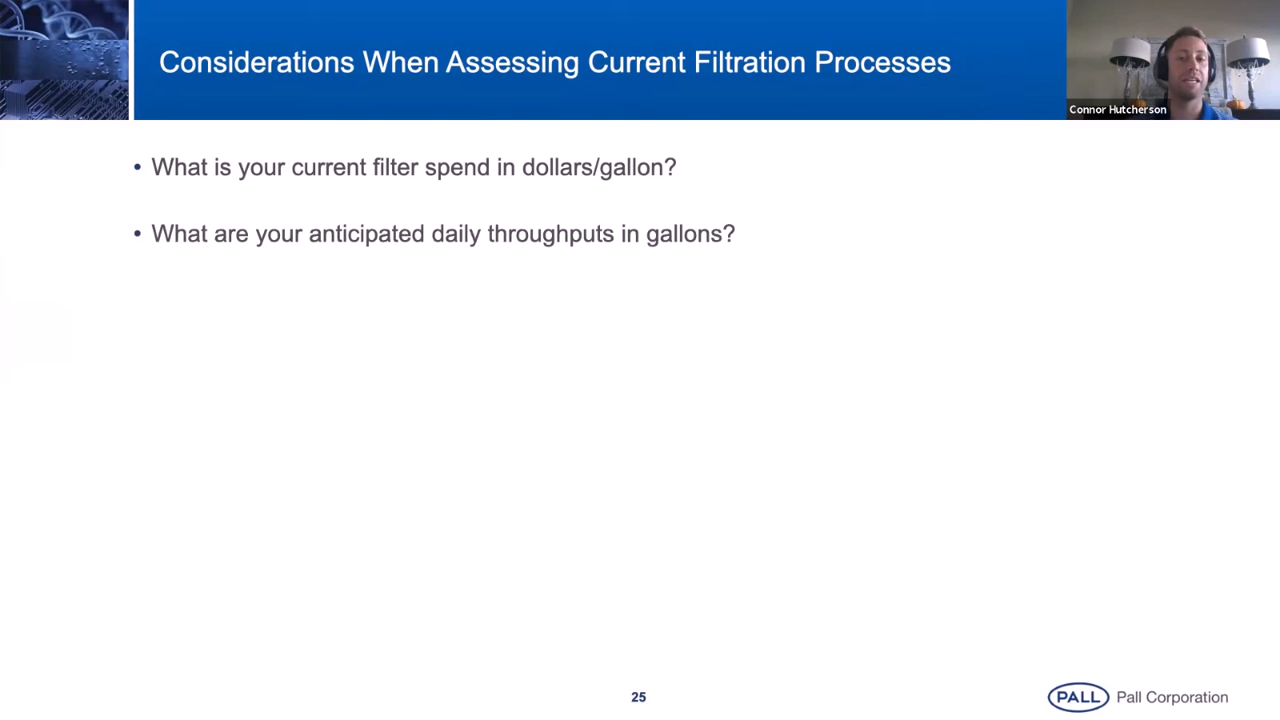 Considerations When Assessing Current Filtration Processes
Connor Hutcherson
• What is your current filter spend in dollars/gallon?
• What are your anticipated daily throughputs in gallons?
25
PALL Pall Corporation